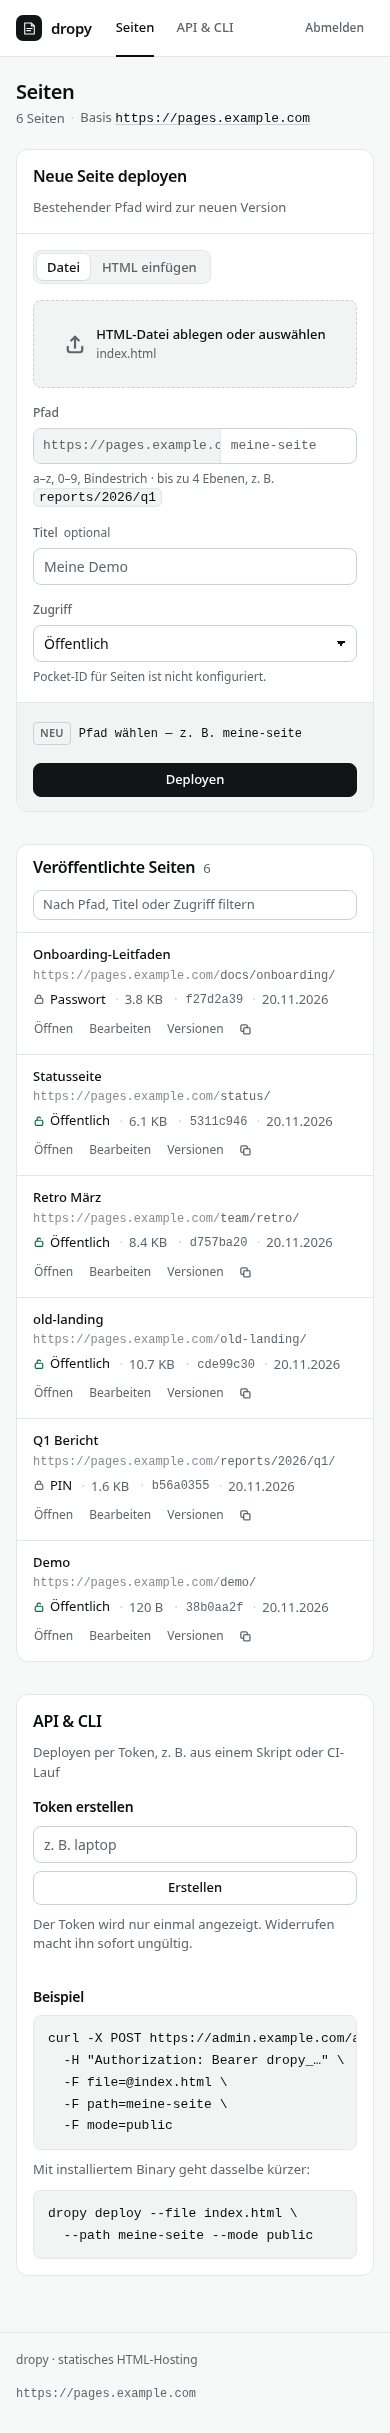 dropy Seiten API & CLI Abmelden
Seiten
6 Seiten · Basis https://pages.example.com
Neue Seite deployen
Bestehender Pfad wird zur neuen Version
Datei HTML einfügen
HTML-Datei ablegen oder auswählen
index.html
Pfad
https://pages.example.c meine-seite
a–z, 0–9, Bindestrich · bis zu 4 Ebenen, z. B.
reports/2026/q1
Titel optional
Meine Demo
Zugriff
Öffentlich
Pocket-ID für Seiten ist nicht konfiguriert.
NEU Pfad wählen — z. B. meine-seite
Deployen
Veröffentlichte Seiten 6
Nach Pfad, Titel oder Zugriff filtern
Onboarding-Leitfaden
https://pages.example.com/docs/onboarding/
Passwort · 3.8 KB · f27d2a39 · 20.11.2026
Öffnen Bearbeiten Versionen
Statusseite
https://pages.example.com/status/
Öffentlich · 6.1 KB · 5311c946 · 20.11.2026
Öffnen Bearbeiten Versionen
Retro März
https://pages.example.com/team/retro/
Öffentlich · 8.4 KB · d757ba20 · 20.11.2026
Öffnen Bearbeiten Versionen
old-landing
https://pages.example.com/old-landing/
Öffentlich · 10.7 KB · cde99c30 · 20.11.2026
Öffnen Bearbeiten Versionen
Q1 Bericht
https://pages.example.com/reports/2026/q1/
PIN · 1.6 KB · b56a0355 · 20.11.2026
Öffnen Bearbeiten Versionen
Demo
https://pages.example.com/demo/
Öffentlich · 120 B · 38b0aa2f · 20.11.2026
Öffnen Bearbeiten Versionen
API & CLI
Deployen per Token, z. B. aus einem Skript oder CI-
Lauf
Token erstellen
z. B. laptop
Erstellen
Der Token wird nur einmal angezeigt. Widerrufen
macht ihn sofort ungültig.
Beispiel
curl -X POST https://admin.example.com/a
-H "Authorization: Bearer dropy_…" \
-F file=@index.html \
-F path=meine-seite \
-F mode=public
Mit installiertem Binary geht dasselbe kürzer:
dropy deploy --file index.html \
--path meine-seite --mode public
dropy · statisches HTML-Hosting
https://pages.example.com